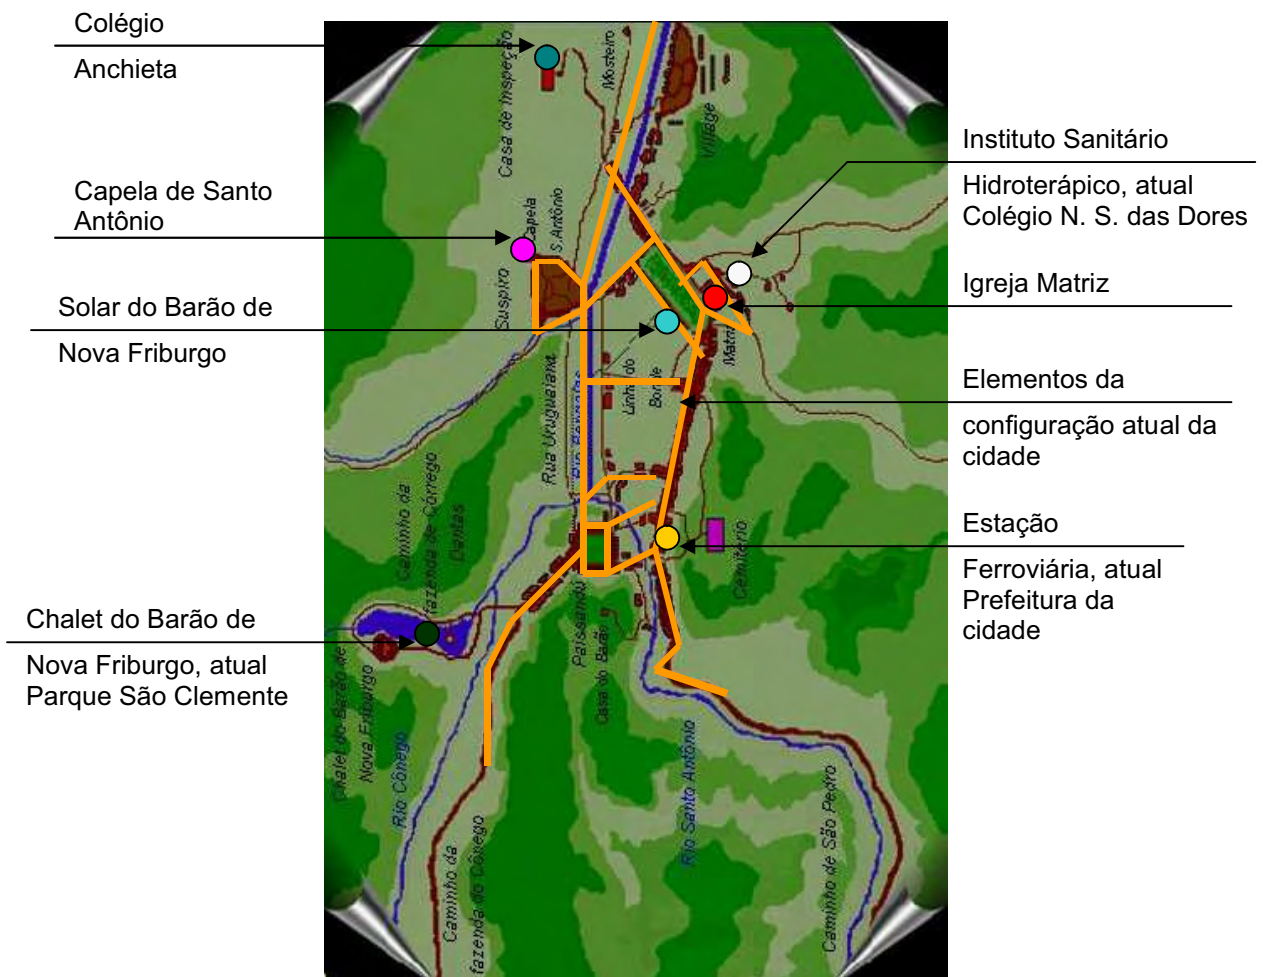 Colégio
Anchieta
Capela de Santo
Antônio
Solar do Barão de
Nova Friburgo
Chalet do Barão de
Nova Friburgo, atual
Parque São Clemente
Instituto Sanitário
Hidroterápico, atual
Colégio N. S. das Dores
Igreja Matriz
Elementos da
configuração atual da
cidade
Estação
Ferroviária, atual
Prefeitura da
cidade
Casa de Inspeção
Mosteiro
Village
Capela
S. Antônio
Suspiro
Matriz
Rua Uruguaiana
Linha do
Bonde
Caminho da
fazenda de Córrego
Dantas
Cemitério
Paissandú
Casa do Barão
Chalet do Barão de
Nova Friburgo
Rio Cônego
Rio Santo Antônio
Caminho da
fazenda do Cônego
Caminho de São Pedro